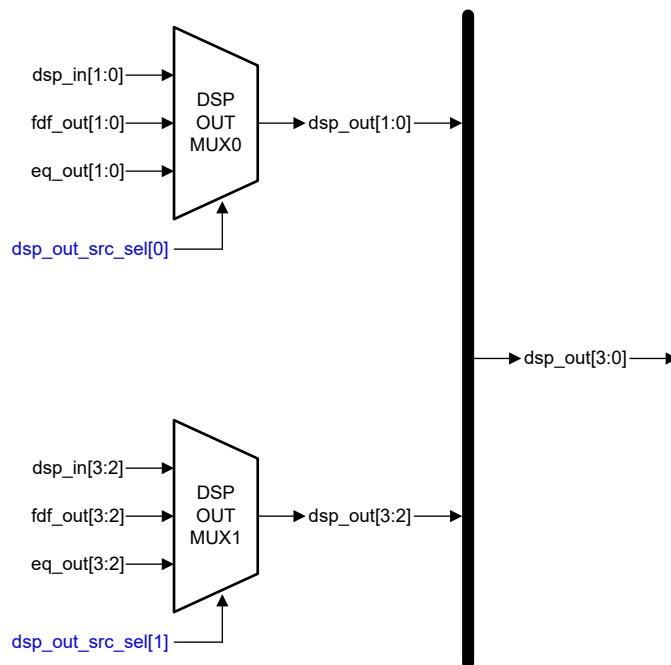 dsp_in[1:0]
fdf_out[1:0]
eq_out[1:0]
DSP
OUT
MUX0
dsp_out[1:0]
dsp_out_src_sel[0]
dsp_out[3:0]
dsp_in[3:2]
fdf_out[3:2]
eq_out[3:2]
DSP
OUT
MUX1
dsp_out[3:2]
dsp_out_src_sel[1]